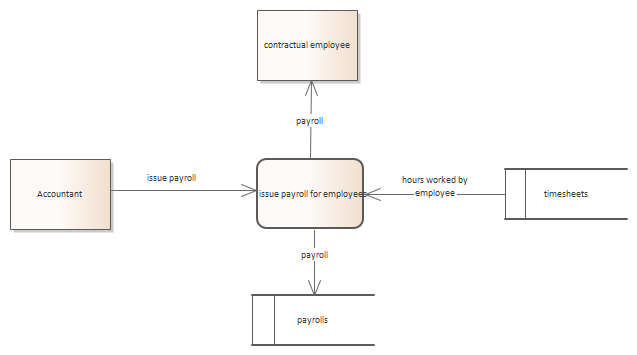 contractual employee
payroll
issue payroll
hours worked by
employee
Accountant
issue payroll for employees
timesheets
payroll
payrolls